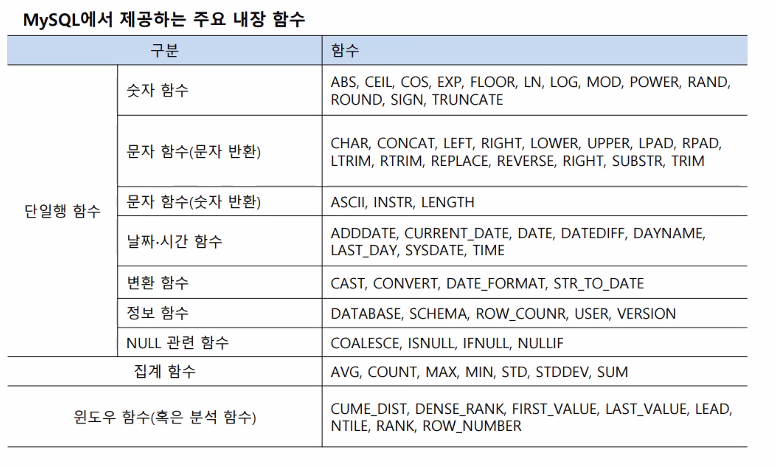 MySQL에서 제공하는 주요 내장 함수
구분 함수
숫자 함수 ABS, CEIL, COS, EXP, FLOOR, LN, LOG, MOD, POWER, RAND,
ROUND, SIGN, TRUNCATE
문자 함수(문자 반환) CHAR, CONCAT, LEFT, RIGHT, LOWER, UPPER, LPAD, RPAD,
LTRIM, RTRIM, REPLACE, REVERSE, RIGHT, SUBSTR, TRIM
단일행 함수
문자 함수(숫자 반환) ASCII, INSTR, LENGTH
날짜·시간 함수 ADDDATE, CURRENT_DATE, DATE, DATEDIFF, DAYNAME,
LAST_DAY, SYSDATE, TIME
변환 함수 CAST, CONVERT, DATE_FORMAT, STR_TO_DATE
정보 함수 DATABASE, SCHEMA, ROW_COUNR, USER, VERSION
NULL 관련 함수 COALESCE, ISNULL, IFNULL, NULLIF
집계 함수 AVG, COUNT, MAX, MIN, STD, STDDEV, SUM
윈도우 함수(혹은 분석 함수) CUME_DIST, DENSE_RANK, FIRST_VALUE, LAST_VALUE, LEAD,
NTILE, RANK, ROW_NUMBER